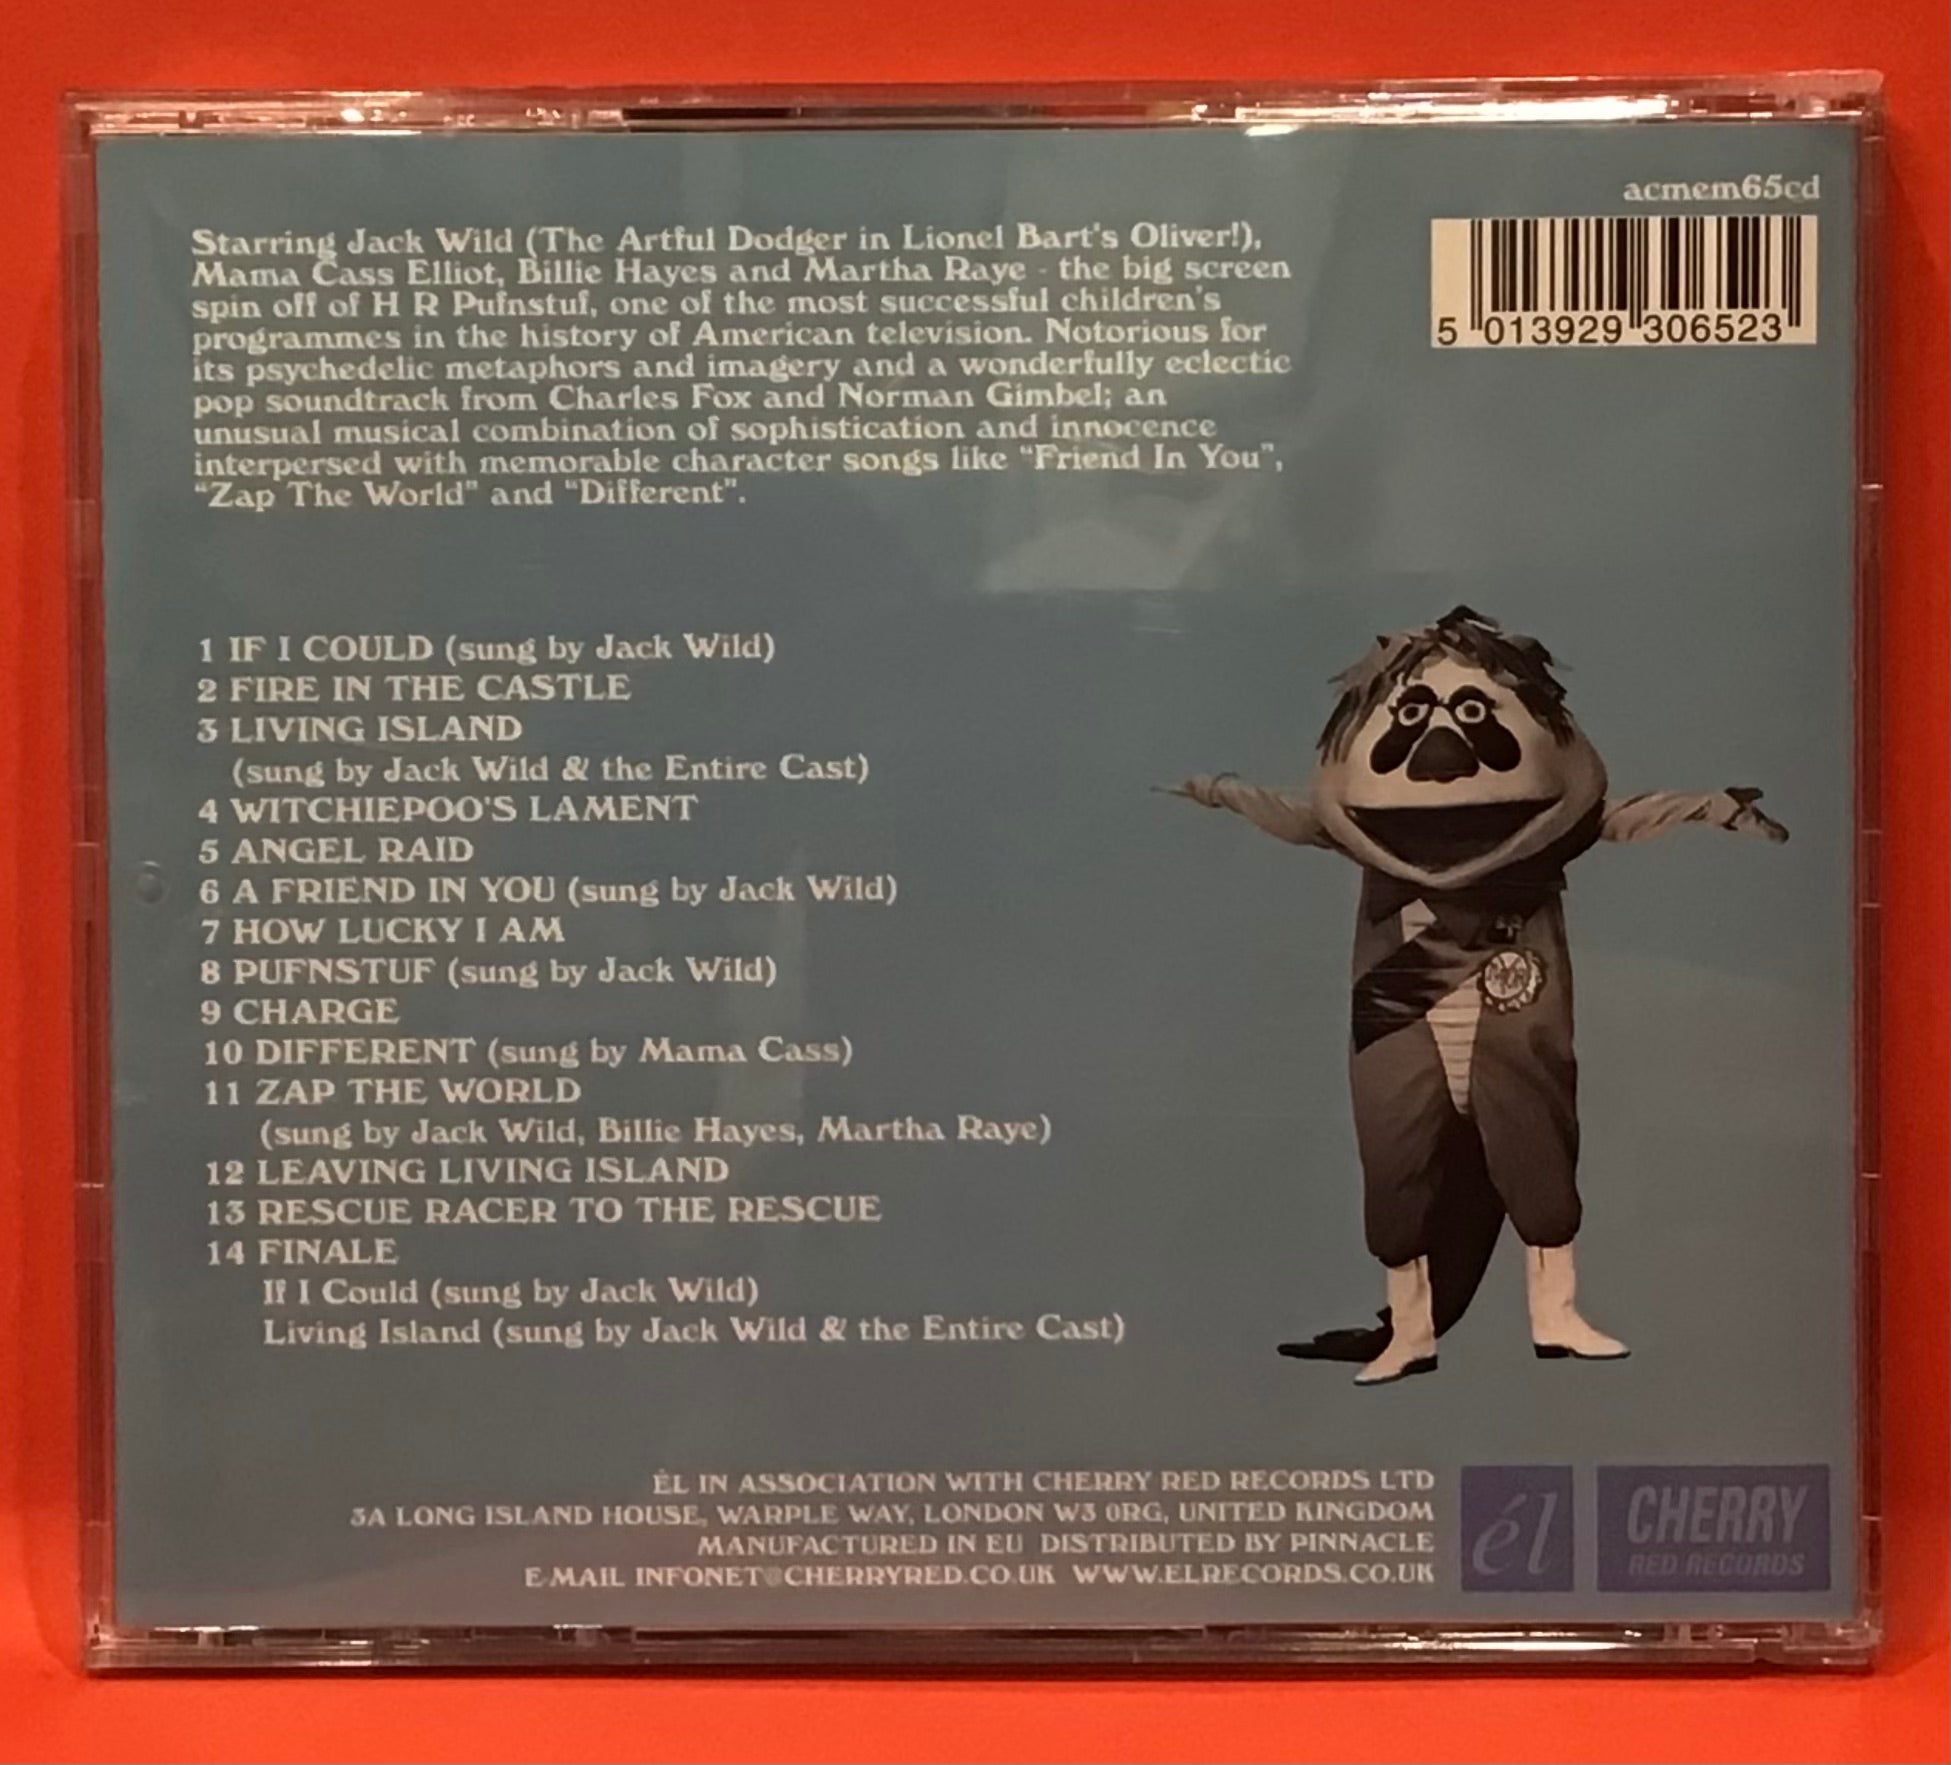 acmem65cd
Starring Jack Wild (The Artful Dodger in Lionel Bart's Oliver!),
Mama Cass Elliot, Billie Hayes and Martha Raye - the big screen
spin off of H R Pufnstuf, one of the most successful children's
programmes in the history of American television. Notorious for
its psychedelic metaphors and imagery and a wonderfully eclectic
pop soundtrack from Charles Fox and Norman Gimbel; an
unusual musical combination of sophistication and innocence
interpersed with memorable character songs like "Friend In You",
"Zap The World" and "Different".
5 013929 306523
1 IF I COULD (sung by Jack Wild)
2 FIRE IN THE CASTLE
3 LIVING ISLAND
(sung by Jack Wild & the Entire Cast)
4 WITCHIEPOO'S LAMENT
5 ANGEL RAID
6 A FRIEND IN YOU (sung by Jack Wild)
7 HOW LUCKY I AM
8 PUFNSTUF (sung by Jack Wild)
9 CHARGE
10 DIFFERENT (sung by Mama Cass)
11 ZAP THE WORLD
(sung by Jack Wild, Billie Hayes, Martha Raye)
12 LEAVING LIVING ISLAND
13 RESCUE RACER TO THE RESCUE
14 FINALE
If I Could (sung by Jack Wild)
Living Island (sung by Jack Wild & the Entire Cast)
ÉL IN ASSOCIATION WITH CHERRY RED RECORDS LTD
3A LONG ISLAND HOUSE, WARPLE WAY, LONDON W3 0RG, UNITED KINGDOM
MANUFACTURED IN EU DISTRIBUTED BY PINNACLE
E-MAIL INFONET@CHERRYRED.CO.UK WWW.ELRECORDS.CO.UK
él
CHERRY
RED RECORDS